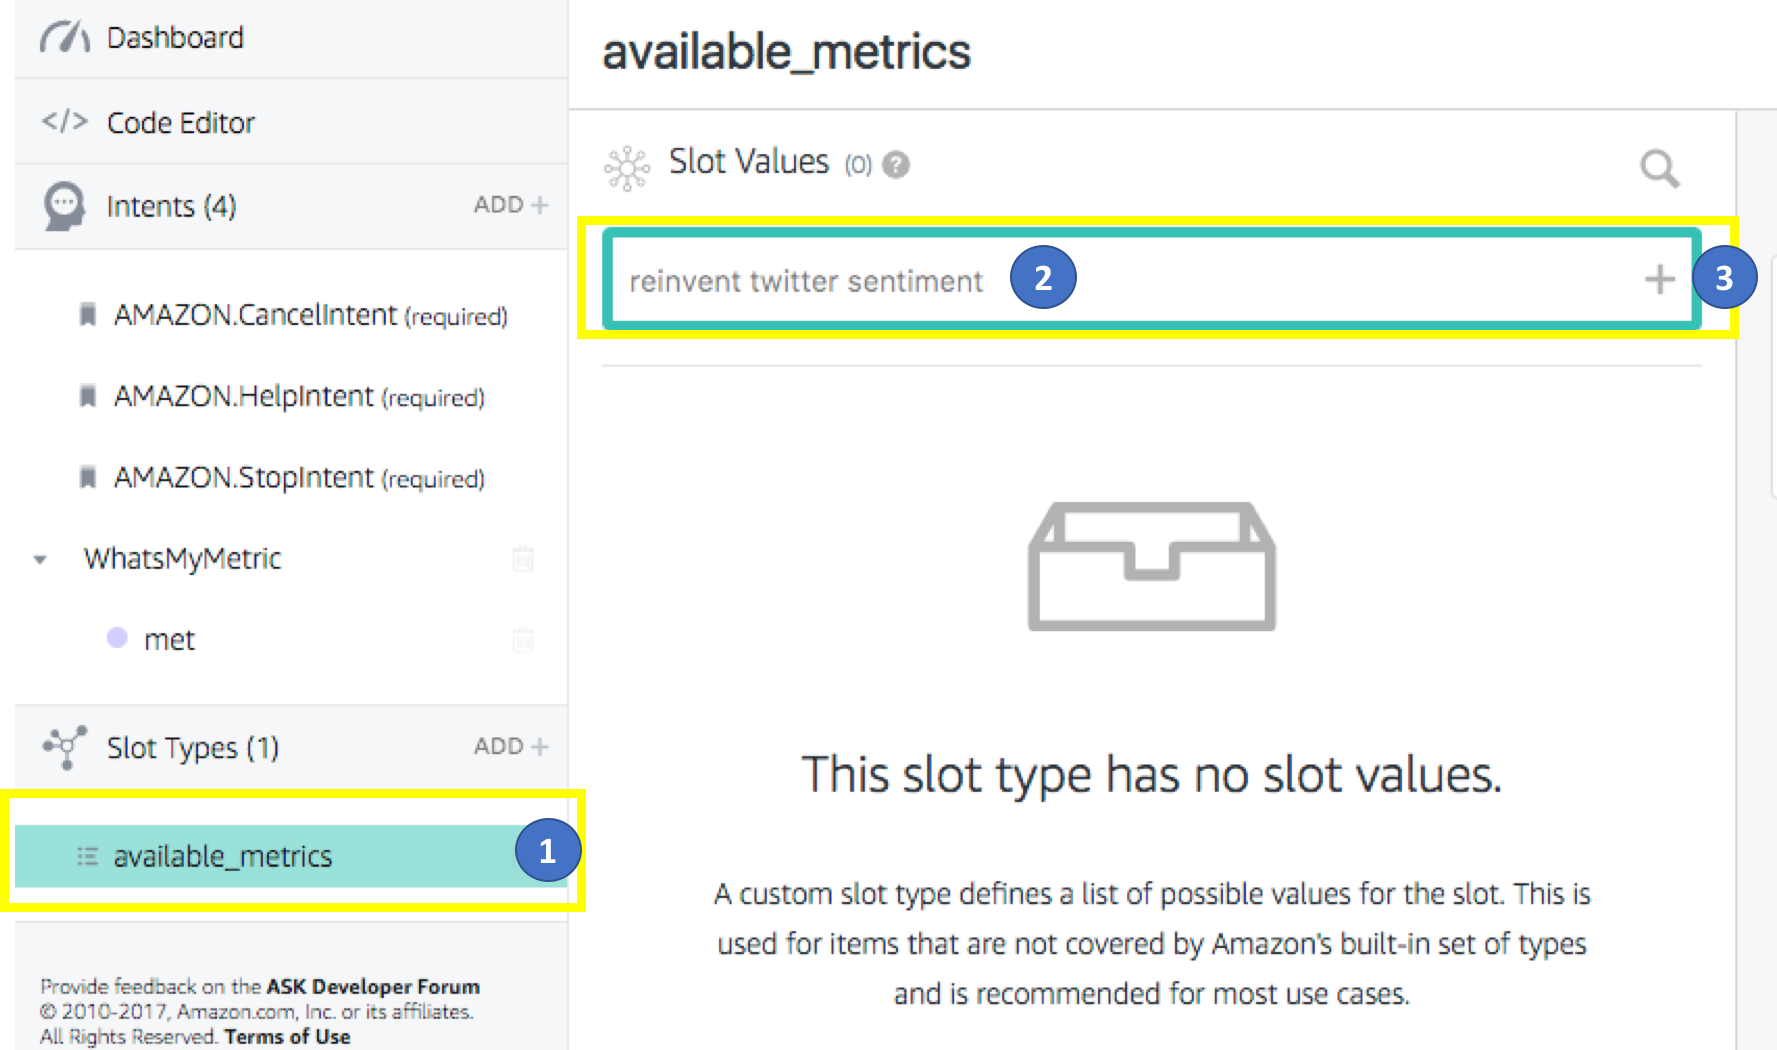 Dashboard
</> Code Editor
Intents (4) ADD +
AMAZON.CancelIntent (required)
AMAZON.HelpIntent (required)
AMAZON.StopIntent (required)
WhatsMyMetric
met
Slot Types (1) ADD +
available_metrics 1
Provide feedback on the ASK Developer Forum
© 2010-2017, Amazon.com, Inc. or its affiliates.
All Rights Reserved. Terms of Use
available_metrics
Slot Values (0) ?
reinvent twitter sentiment 2 + 3
This slot type has no slot values.
A custom slot type defines a list of possible values for the slot. This is
used for items that are not covered by Amazon's built-in set of types
and is recommended for most use cases.